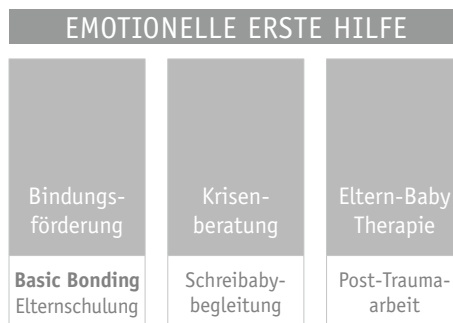 EMOTIONELLE ERSTE HILFE
Bindungs-
förderung
Krisen-
beratung
Eltern-Baby
Therapie
Basic Bonding
Elternschulung
Schreibaby-
begleitung
Post-Trauma-
arbeit